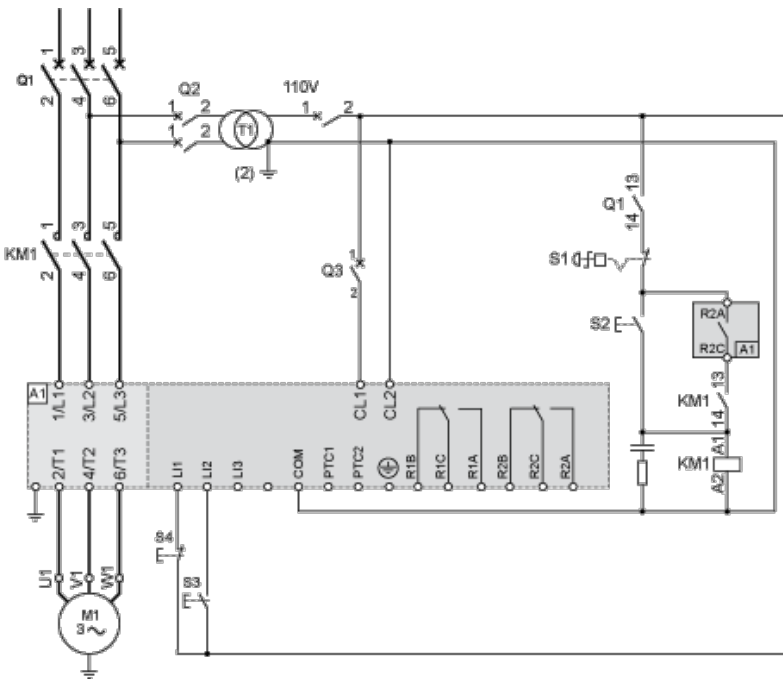 1 3 5
Q1
2 4 6
Q2
1 2
1 2
T1
(2)
110V
1 2
1 3 5
KM1
2 4 6
1
Q3
2
13
Q1
14
S1
S2
R2A
R2C A1
13
KM1
14
A1
KM1
A2
A1
1/L1 3/L2 5/L3 CL1 CL2
2/T1 4/T2 6/T3 LI1 LI2 LI3 COM PTC1 PTC2 R1B R1C R1A R2B R2C R2A
S4
S3
U1 V1 W1
M1
3